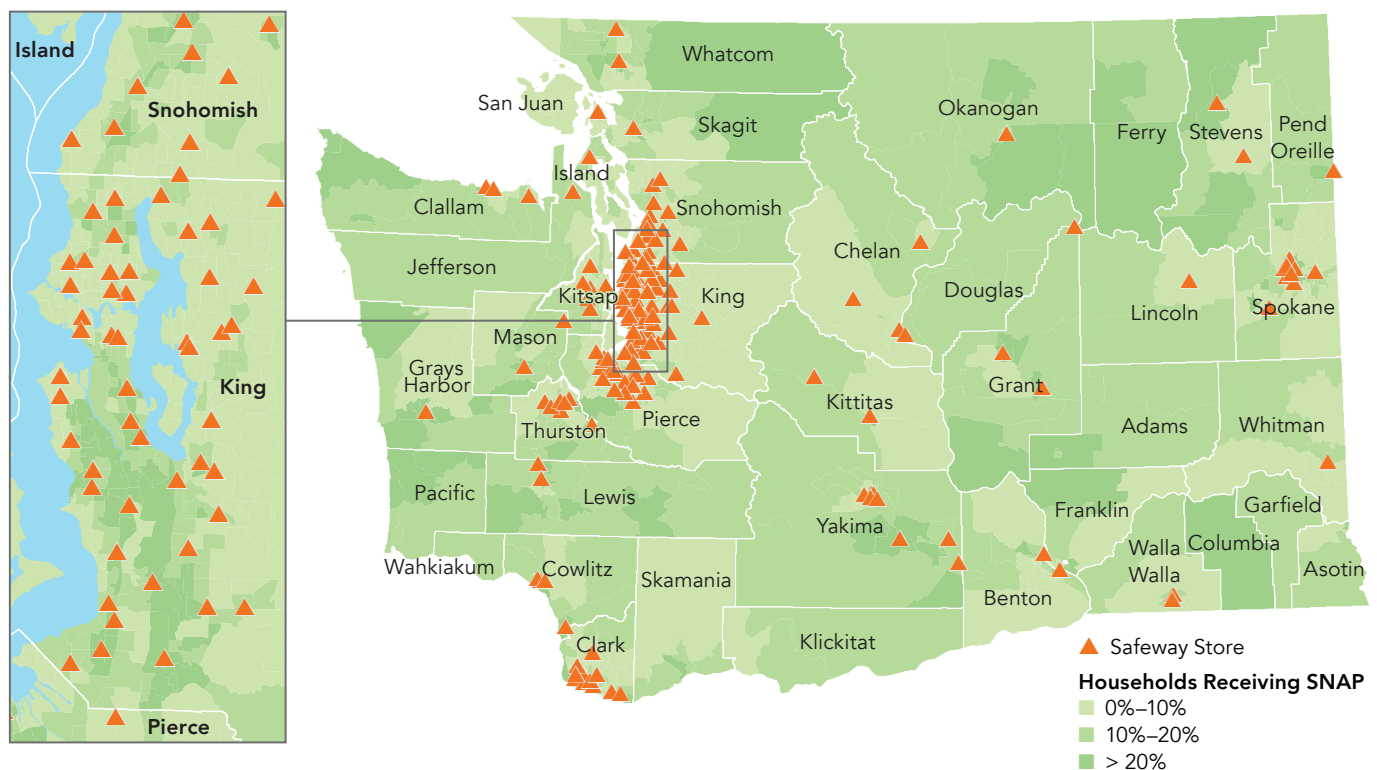 Island
Snohomish
King
Pierce
Whatcom
San Juan
Skagit
Okanogan
Ferry
Stevens
Pend
Oreille
Island
Clallam
Snohomish
Chelan
Jefferson
Douglas
Kitsap
King
Lincoln
Spokane
Mason
Grays
Harbor
Grant
Kittitas
Pierce
Thurston
Adams
Whitman
Pacific
Lewis
Yakima
Franklin
Garfield
Walla
Walla
Columbia
Wahkiakum
Cowlitz
Skamania
Asotin
Benton
Clark
Klickitat
Safeway Store
Households Receiving SNAP
0%–10%
10%–20%
> 20%